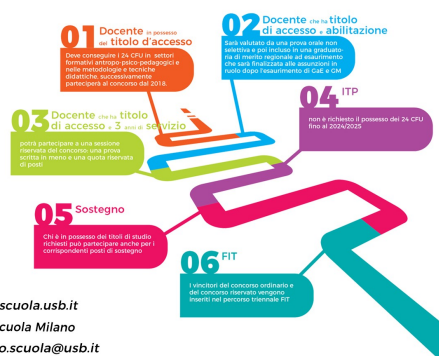 01 Docente in possesso
del titolo d'accesso
Deve conseguire i 24 CFU in settori
formativi antropo-psico-pedagogici e
nelle metodologie e tecniche
didattiche, successivamente
parteciperà al concorso dal 2018.
02 Docente che ha titolo
di accesso e abilitazione
Sarà valutato da una prova orale non
selettiva e poi incluso in una graduato-
ria di merito regionale ad esaurimento
che sarà finalizzata alle assunzioni in
ruolo dopo l'esaurimento di GaE e GM
03 Docente che ha titolo
di accesso e 3 anni di servizio
potrà partecipare a una sessione
riservata del concorso: una prova
scritta in meno e una quota riservata
di posti
04 ITP
non è richiesto il possesso dei 24 CFU
fino al 2024/2025
05 Sostegno
Chi è in possesso dei titoli di studio
richiesti può partecipare anche per i
corrispondenti posti di sostegno
06 FIT
I vincitori del concorso ordinario e
del concorso riservato vengono
inseriti nel percorso triennale FIT
scuola.usb.it
cuola Milano
o.scuola@usb.it